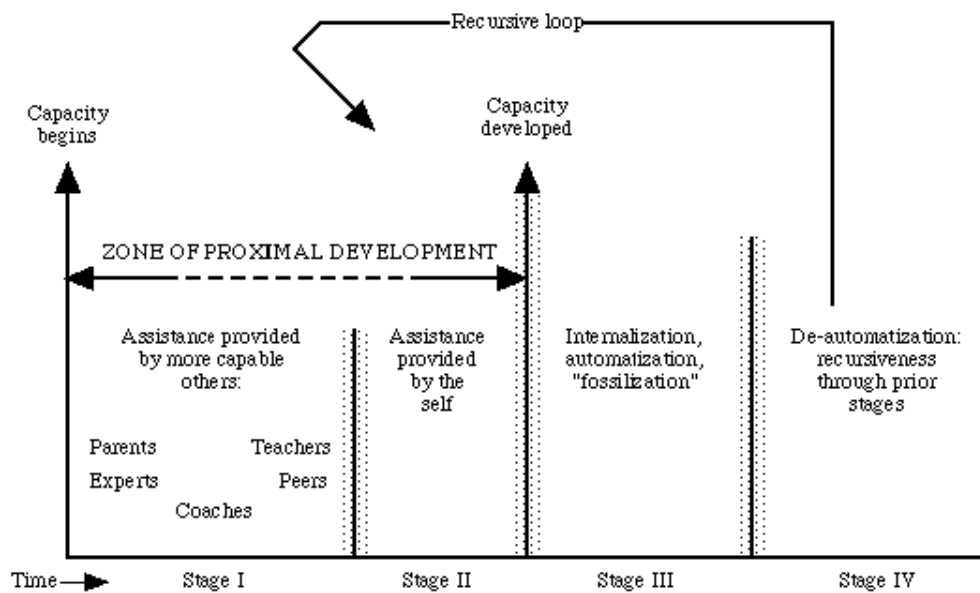 Recursive loop
Capacity
begins
Capacity
developed
ZONE OF PROXIMAL DEVELOPMENT
Assistance provided
by more capable
others:
Parents
Teachers
Experts
Peers
Coaches
Assistance
provided
by the
self
Internalization,
automatization,
"fossilization"
De-automatization:
recursiveness
through prior
stages
Time
Stage I
Stage II
Stage III
Stage IV